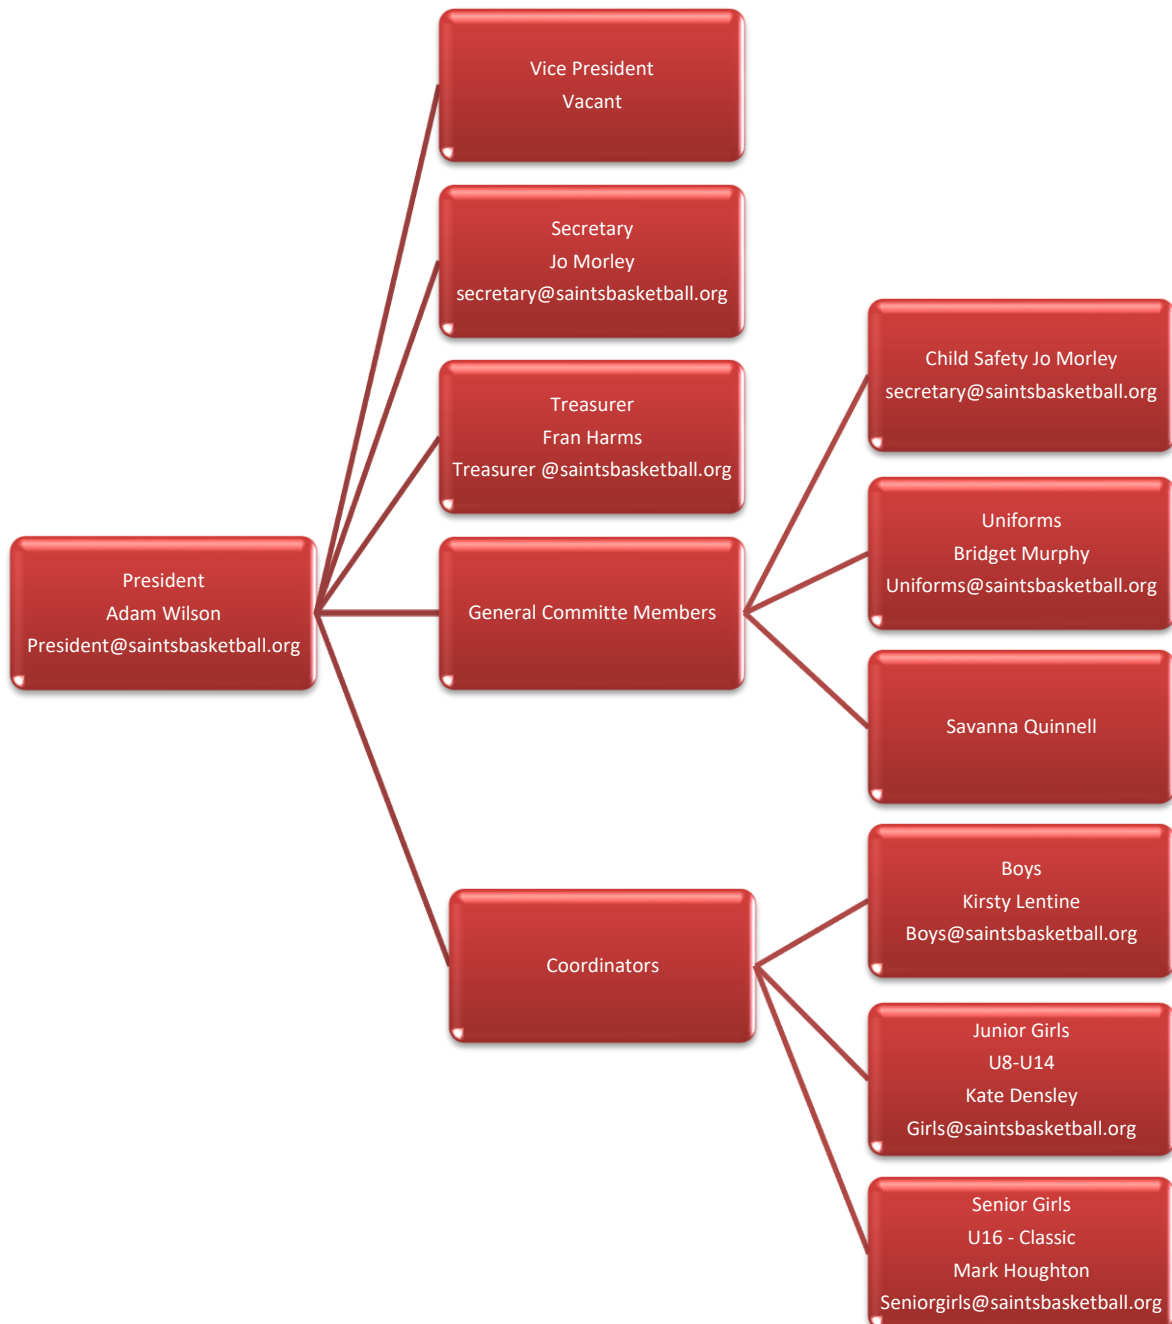 Vice President
Vacant
Secretary
Jo Morley
secretary@saintsbasketball.org
Treasurer
Fran Harms
Treasurer @saintsbasketball.org
President
Adam Wilson
President@saintsbasketball.org
General Committe Members
Child Safety Jo Morley
secretary@saintsbasketball.org
Uniforms
Bridget Murphy
Uniforms@saintsbasketball.org
Savanna Quinnell
Coordinators
Boys
Kirsty Lentine
Boys@saintsbasketball.org
Junior Girls
U8-U14
Kate Densley
Girls@saintsbasketball.org
Senior Girls
U16 - Classic
Mark Houghton
Seniorgirls@saintsbasketball.org